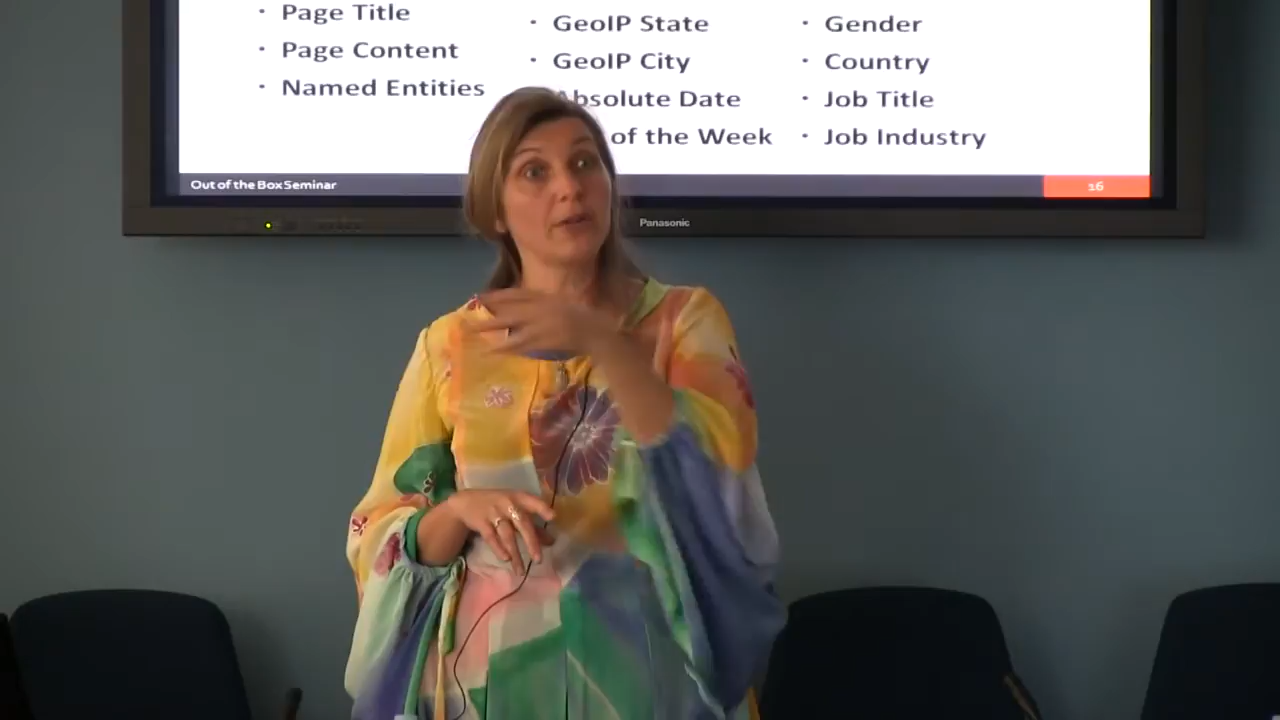 · Page Title
· Page Content
· Named Entities
· GeoIP State
· GeoIP City
Absolute Date
of the Week
· Gender
· Country
· Job Title
· Job Industry
Out of the Box Seminar
16
Panasonic